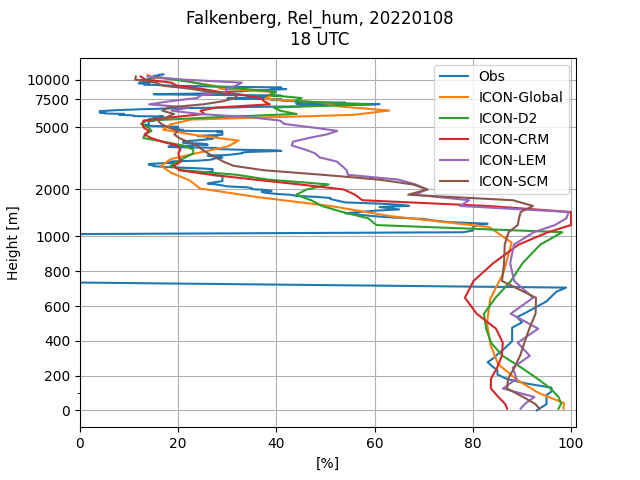 Falkenberg, Rel_hum, 20220108
18 UTC
Obs
ICON-Global
ICON-D2
ICON-CRM
ICON-LEM
ICON-SCM
Height [m]
10000
7500
5000
2000
1000
800
600
400
200
0
0 20 40 60 80 100
[%]